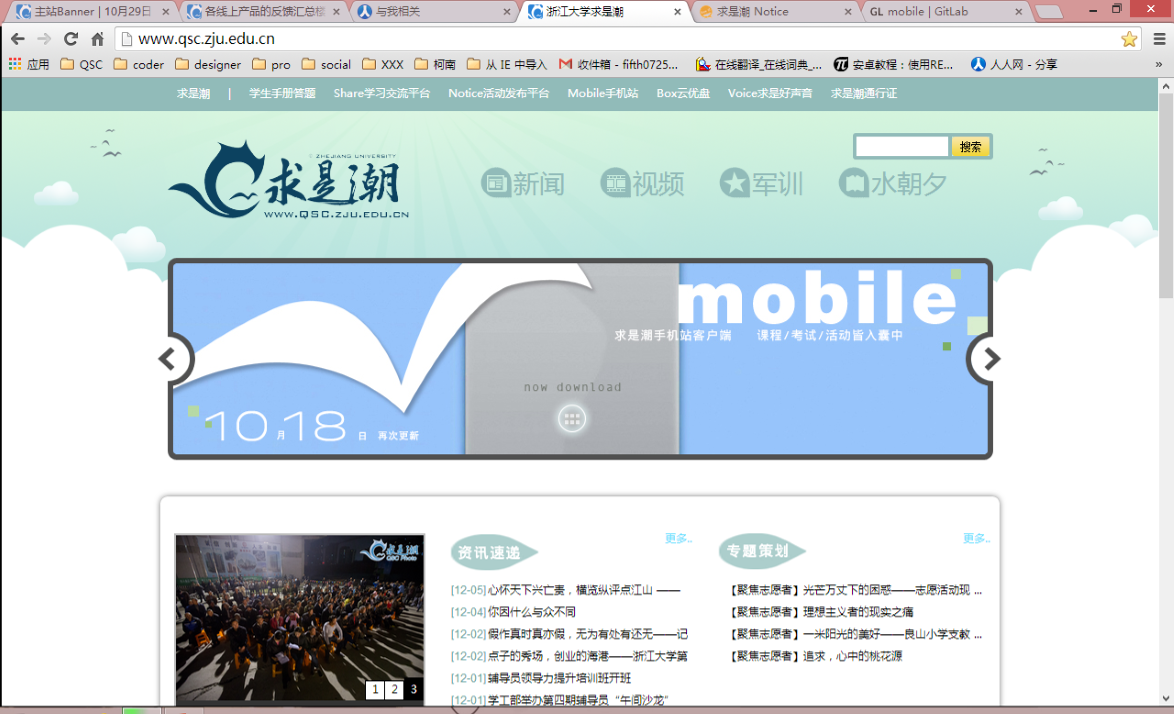 主站Banner | 10月29日
各线上产品的反馈汇总模
与我相关
浙江大学求是潮
求是潮 Notice
GL mobile | GitLab
www.qsc.zju.edu.cn
应用 QSC coder designer pro social XXX 柯南 从 IE 中导入 收件箱 - fifth0725... 在线翻译_在线词典_... 安卓教程：使用RE... 人人网 - 分享 »
求是潮 | 学生手册答题 Share学习交流平台 Notice活动发布平台 Mobile手机站 Box云优盘 Voice求是好声音 求是潮通行证
搜索
ZHEJIANG UNIVERSITY
求是潮
WWW.QSC.ZJU.EDU.CN
新闻 视频 军训 水朝夕
mobile
求是潮手机站客户端 课程/考试/活动皆入囊中
now download
10月18日 再次更新
求是潮
QSC Photo
1 2 3
资讯速递 更多..
[12-05] 心怀天下兴亡责，横览纵评点江山 ——
[12-04] 你因什么与众不同
[12-02] 假作真时真亦假，无为有处有还无——记
[12-02] 点子的秀场，创业的海港——浙江大学第
[12-01] 辅导员领导力提升培训班开班
[12-01] 学工部举办第四期辅导员“午间沙龙”
专题策划 更多..
【聚焦志愿者】光芒万丈下的困惑——志愿活动现 ...
【聚焦志愿者】理想主义者的现实之痛
【聚焦志愿者】一米阳光的美好——良山小学支教 ...
【聚焦志愿者】追求，心中的桃花源